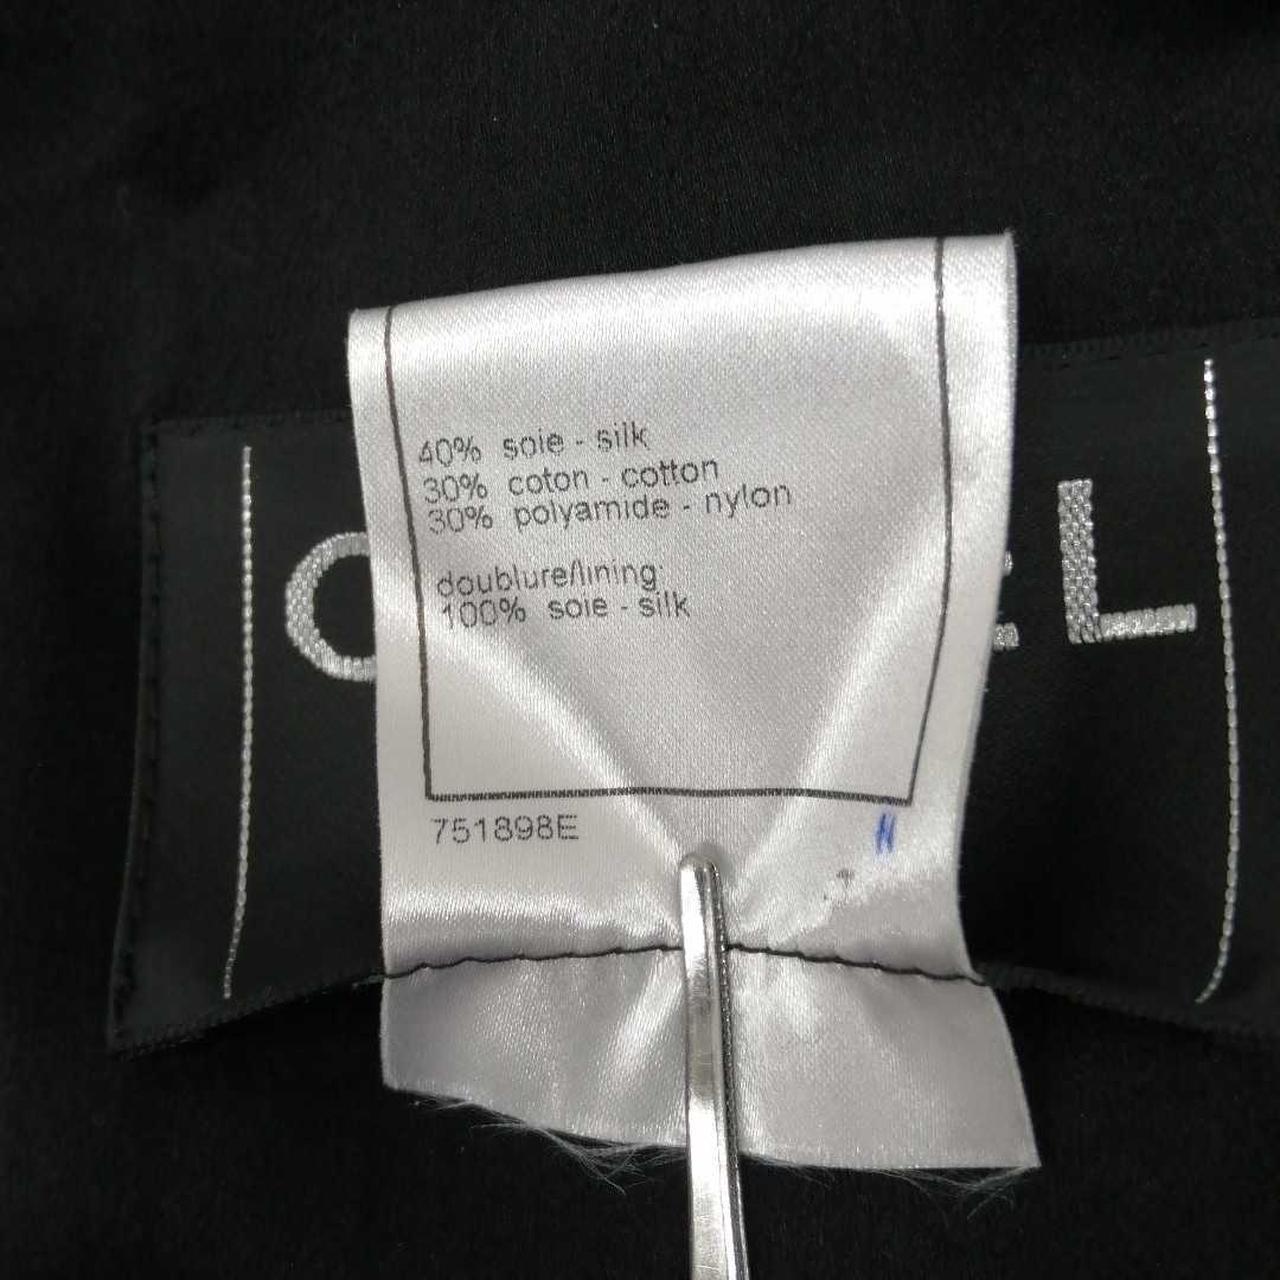 40% soie - silk
30% coton - cotton
30% polyamide - nylon
doublure/lining:
100% soie - silk
751898E